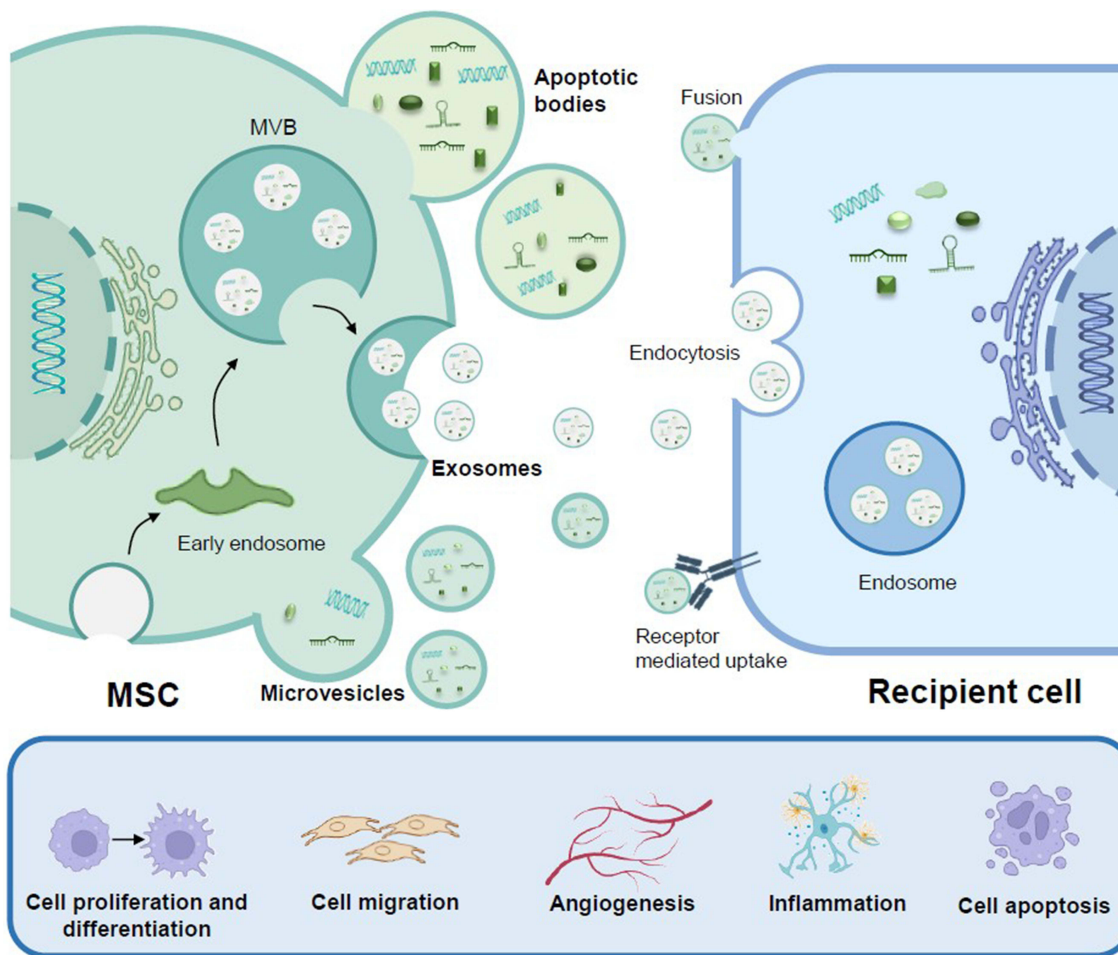 Apoptotic
bodies
MVB
Fusion
Endocytosis
Exosomes
Early endosome
Endosome
Receptor
mediated uptake
Microvesicles
MSC
Recipient cell
Cell proliferation and
differentiation
Cell migration
Angiogenesis
Inflammation
Cell apoptosis